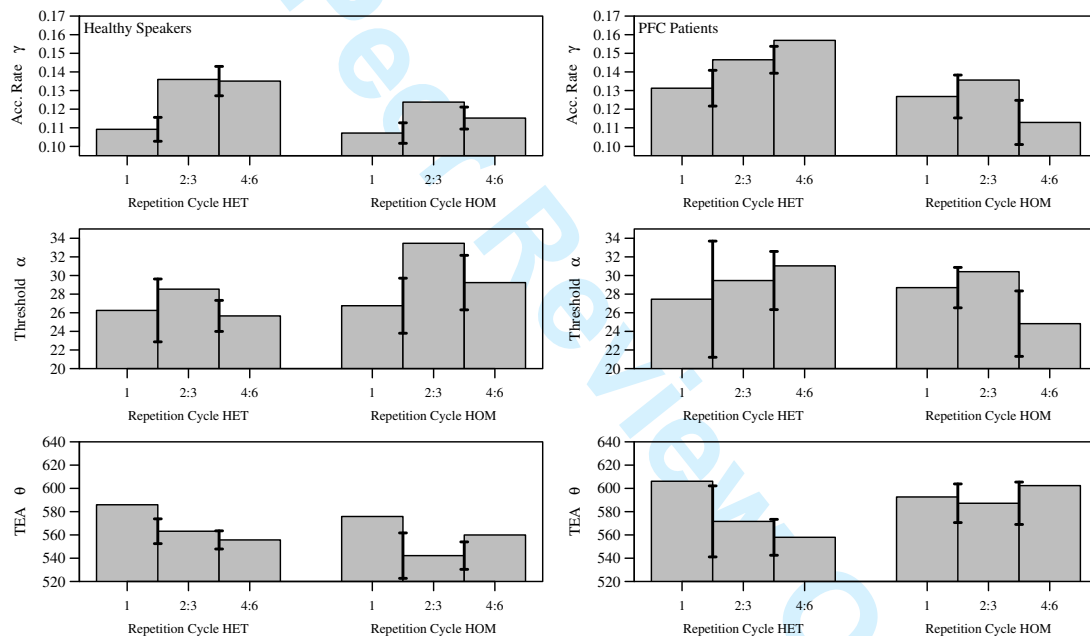 Healthy Speakers
Acc. Rate γ
0.17
0.16
0.15
0.14
0.13
0.12
0.11
0.10
1 2:3 4:6 1 2:3 4:6
Repetition Cycle HET Repetition Cycle HOM
PFC Patients
Acc. Rate γ
0.17
0.16
0.15
0.14
0.13
0.12
0.11
0.10
1 2:3 4:6 1 2:3 4:6
Repetition Cycle HET Repetition Cycle HOM
Threshold α
34
32
30
28
26
24
22
20
1 2:3 4:6 1 2:3 4:6
Repetition Cycle HET Repetition Cycle HOM
Threshold α
34
32
30
28
26
24
22
20
1 2:3 4:6 1 2:3 4:6
Repetition Cycle HET Repetition Cycle HOM
TEA θ
640
620
600
580
560
540
520
1 2:3 4:6 1 2:3 4:6
Repetition Cycle HET Repetition Cycle HOM
TEA θ
640
620
600
580
560
540
520
1 2:3 4:6 1 2:3 4:6
Repetition Cycle HET Repetition Cycle HOM
Peer Review